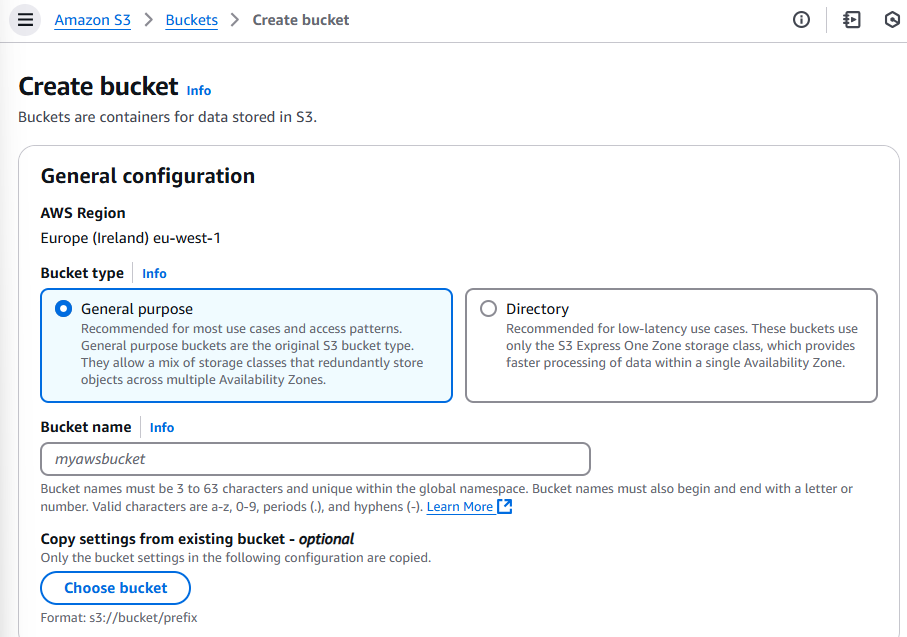 Amazon S3 > Buckets > Create bucket
Create bucket Info
Buckets are containers for data stored in S3.
General configuration
AWS Region
Europe (Ireland) eu-west-1
Bucket type Info
General purpose
Recommended for most use cases and access patterns.
General purpose buckets are the original S3 bucket type.
They allow a mix of storage classes that redundantly store
objects across multiple Availability Zones.
Directory
Recommended for low-latency use cases. These buckets use
only the S3 Express One Zone storage class, which provides
faster processing of data within a single Availability Zone.
Bucket name Info
myawsbucket
Bucket names must be 3 to 63 characters and unique within the global namespace. Bucket names must also begin and end with a letter or
number. Valid characters are a-z, 0-9, periods (.), and hyphens (-). Learn More
Copy settings from existing bucket - optional
Only the bucket settings in the following configuration are copied.
Choose bucket
Format: s3://bucket/prefix